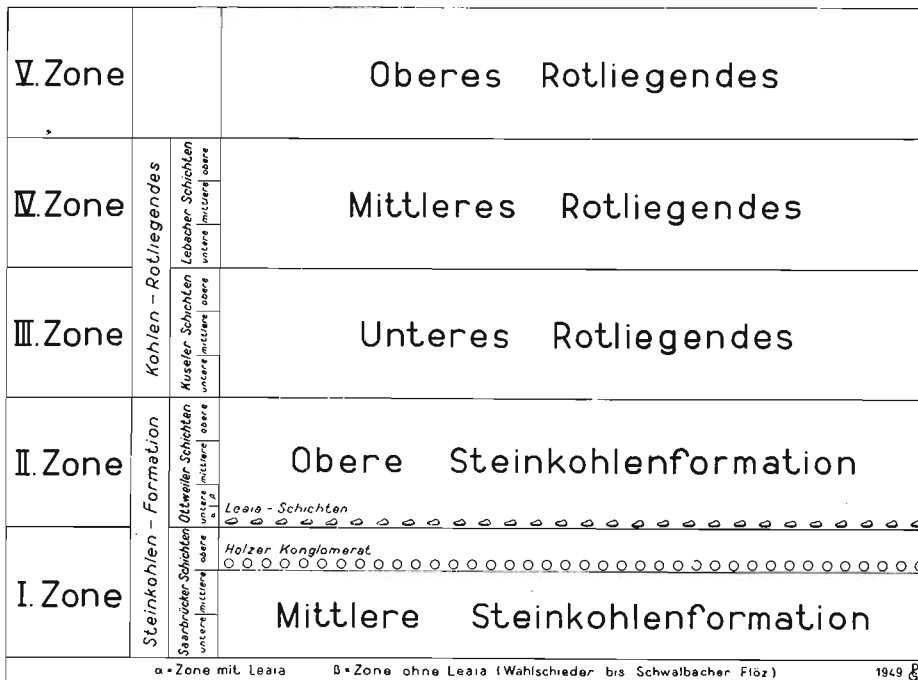 V. Zone
Oberes Rotliegendes
IV. Zone
Kohlen - Rotliegendes
Lebacher Schichten
obere
mittlere
untere
Mittleres Rotliegendes
III. Zone
Kuseler Schichten
obere
mittlere
untere
Unteres Rotliegendes
II. Zone
Steinkohlen - Formation
Ottweiler Schichten
obere
mittlere
untere
β
α
Obere Steinkohlenformation
Leaia - Schichten
I. Zone
Saarbrücker Schichten
obere
mittlere
untere
Holzer Konglomerat
Mittlere Steinkohlenformation
α = Zone mit Leaia ß = Zone ohne Leaia (Wahlschieder bis Schwalbacher Flöz) 1949